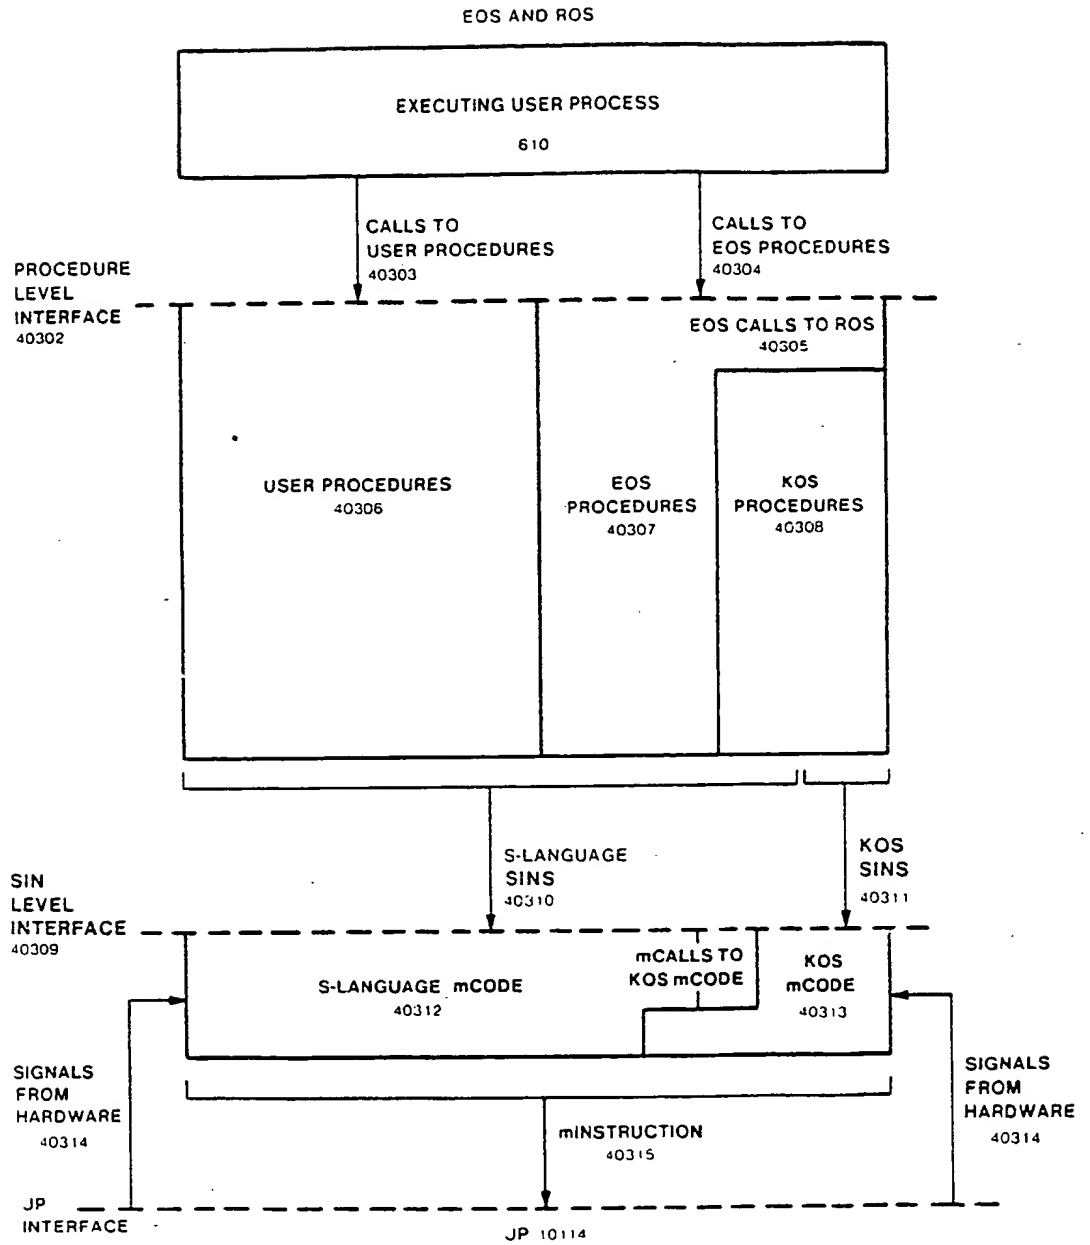 EOS AND ROS
EXECUTING USER PROCESS
610
CALLS TO
USER PROCEDURES
40303
CALLS TO
EOS PROCEDURES
40304
PROCEDURE
LEVEL
INTERFACE
40302
EOS CALLS TO ROS
40305
USER PROCEDURES
40306
EOS
PROCEDURES
40307
KOS
PROCEDURES
40308
S-LANGUAGE
SINS
40310
KOS
SINS
40311
SIN
LEVEL
INTERFACE
40309
S-LANGUAGE mCODE
40312
mCALLS TO
KOS mCODE
KOS
mCODE
40313
SIGNALS
FROM
HARDWARE
40314
mINSTRUCTION
40315
SIGNALS
FROM
HARDWARE
40314
JP
INTERFACE
JP 10114